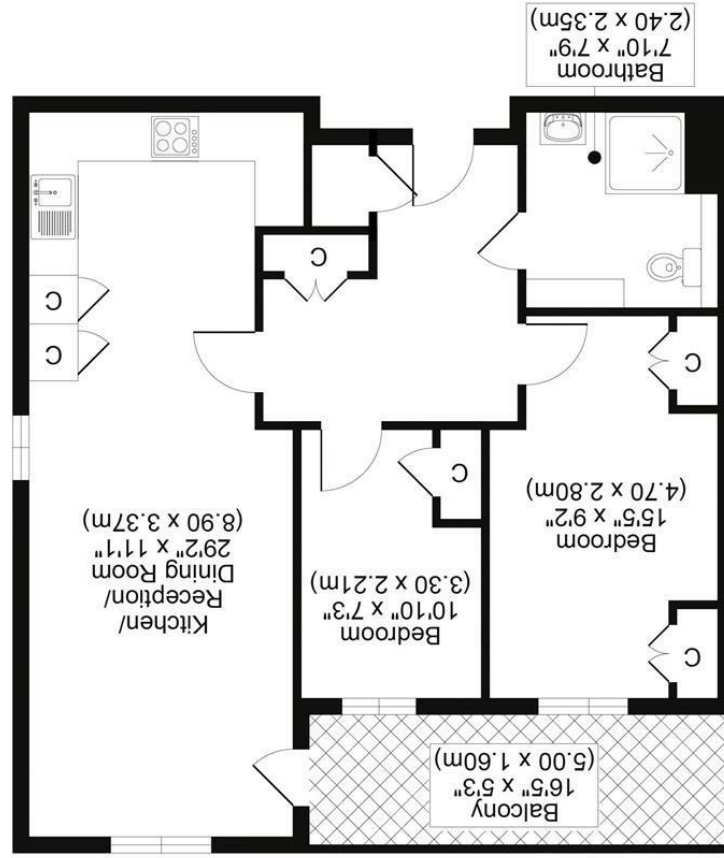 Balcony
16'5" x 5'3"
(5.00 x 1.60m)
C
Bedroom
10'10" x 7'3"
(3.30 x 2.21m)
Kitchen/
Reception/
Dining Room
29'2" x 11'1"
(8.90 x 3.37m)
Bedroom
15'5" x 9'2"
(4.70 x 2.80m)
C
C
C
C
C
Bathroom
7'10" x 7'9"
(2.40 x 2.35m)